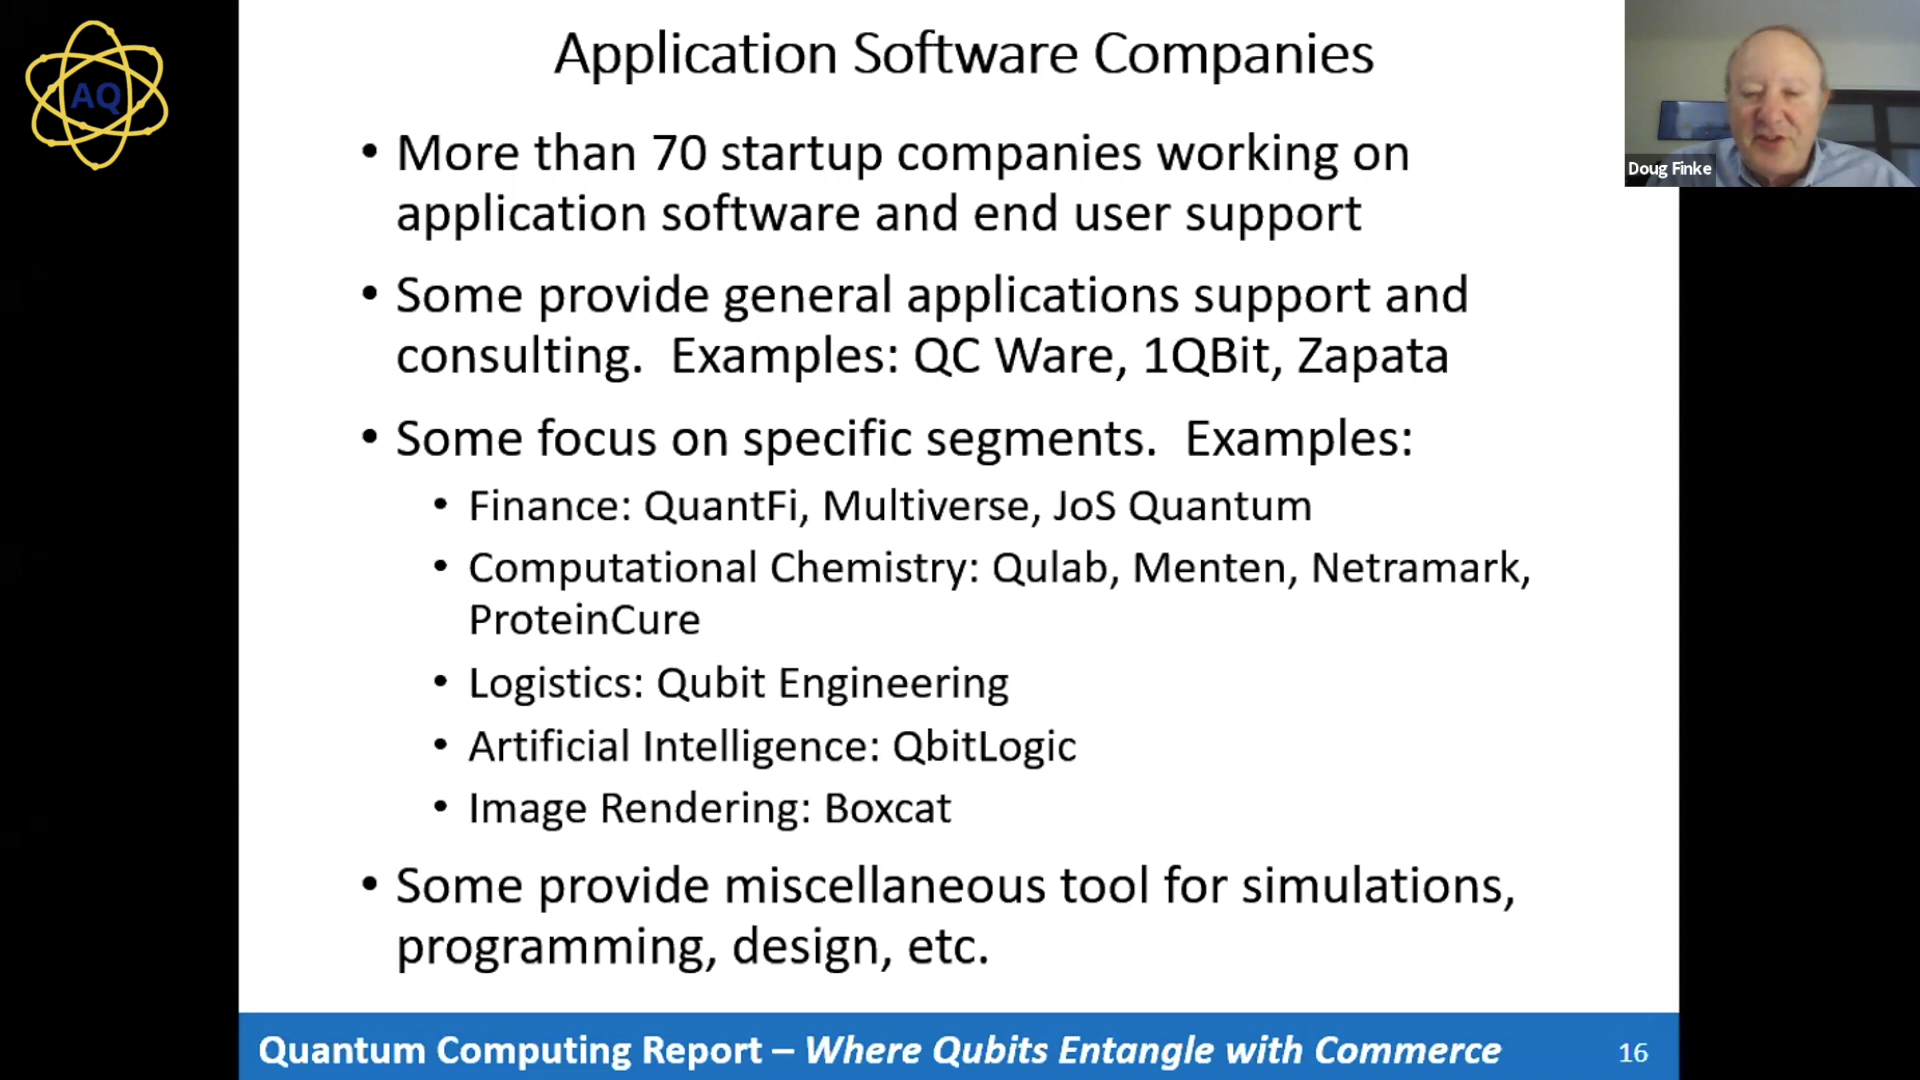 AQ
Application Software Companies
• More than 70 startup companies working on
application software and end user support
• Some provide general applications support and
consulting.  Examples: QC Ware, 1QBit, Zapata
• Some focus on specific segments.  Examples:
• Finance: QuantFi, Multiverse, JoS Quantum
• Computational Chemistry: Qulab, Menten, Netramark,
ProteinCure
• Logistics: Qubit Engineering
• Artificial Intelligence: QbitLogic
• Image Rendering: Boxcat
• Some provide miscellaneous tool for simulations,
programming, design, etc.
Quantum Computing Report – Where Qubits Entangle with Commerce
16
Doug Finke